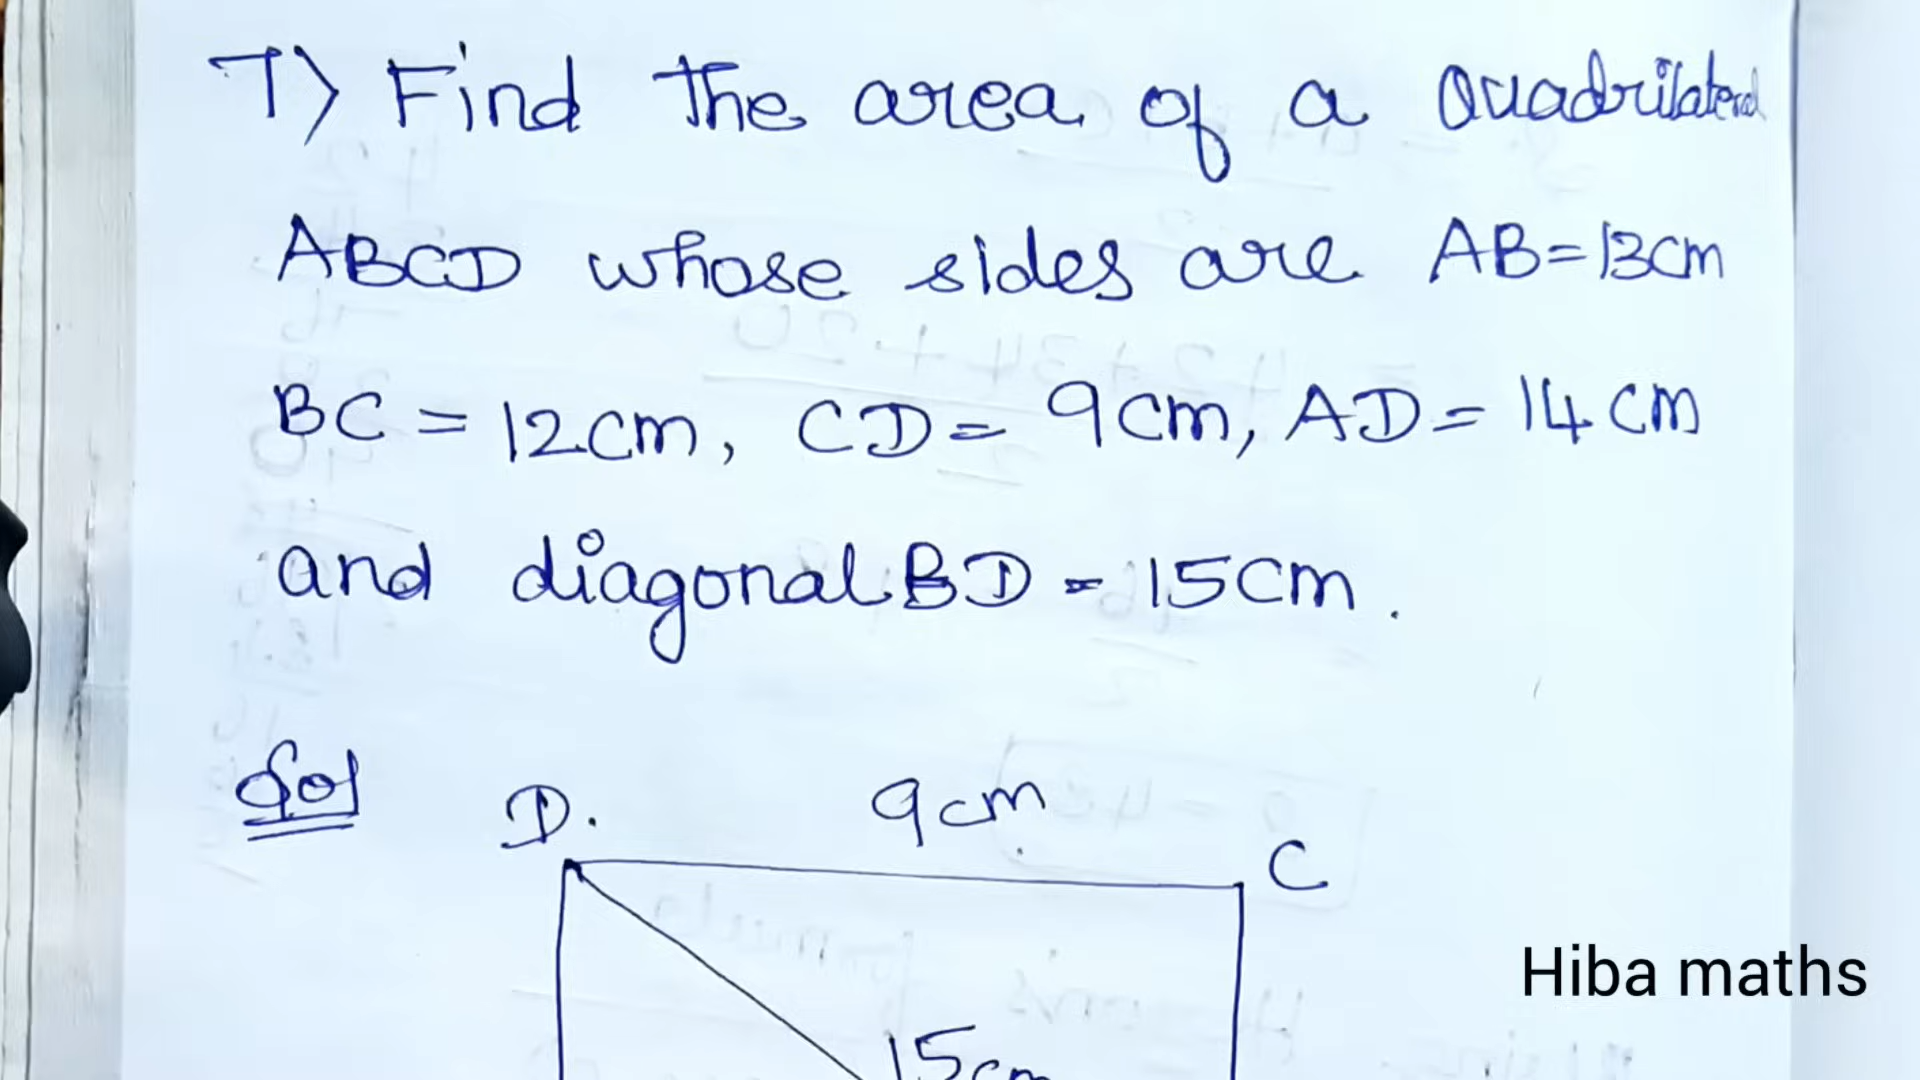 7) Find the area of a Quadrilateral
ABCD whose sides are AB=13cm
BC = 12cm, CD = 9cm, AD = 14cm
and diagonal BD = 15cm.
Sol
D.
9cm
C
15cm
Hiba maths